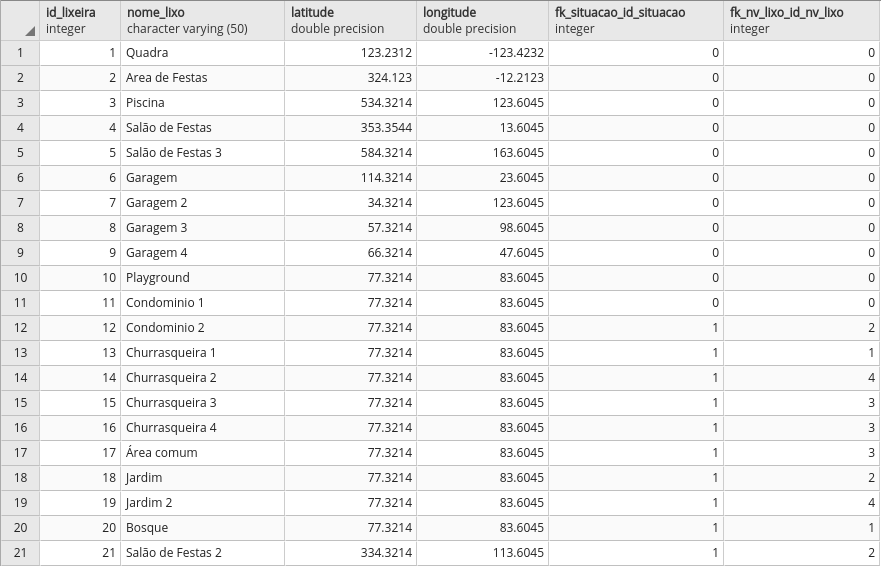 id_lixeira nome_lixo latitude longitude fk_situacao_id_situacao fk_nv_lixo_id_nv_lixo
integer character varying (50) double precision double precision integer integer
1 1 Quadra 123.2312 -123.4232 0 0
2 2 Area de Festas 324.123 -12.2123 0 0
3 3 Piscina 534.3214 123.6045 0 0
4 4 Salão de Festas 353.3544 13.6045 0 0
5 5 Salão de Festas 3 584.3214 163.6045 0 0
6 6 Garagem 114.3214 23.6045 0 0
7 7 Garagem 2 34.3214 123.6045 0 0
8 8 Garagem 3 57.3214 98.6045 0 0
9 9 Garagem 4 66.3214 47.6045 0 0
10 10 Playground 77.3214 83.6045 0 0
11 11 Condominio 1 77.3214 83.6045 0 0
12 12 Condominio 2 77.3214 83.6045 1 2
13 13 Churrasqueira 1 77.3214 83.6045 1 1
14 14 Churrasqueira 2 77.3214 83.6045 1 4
15 15 Churrasqueira 3 77.3214 83.6045 1 3
16 16 Churrasqueira 4 77.3214 83.6045 1 3
17 17 Área comum 77.3214 83.6045 1 3
18 18 Jardim 77.3214 83.6045 1 2
19 19 Jardim 2 77.3214 83.6045 1 4
20 20 Bosque 77.3214 83.6045 1 1
21 21 Salão de Festas 2 334.3214 113.6045 1 2